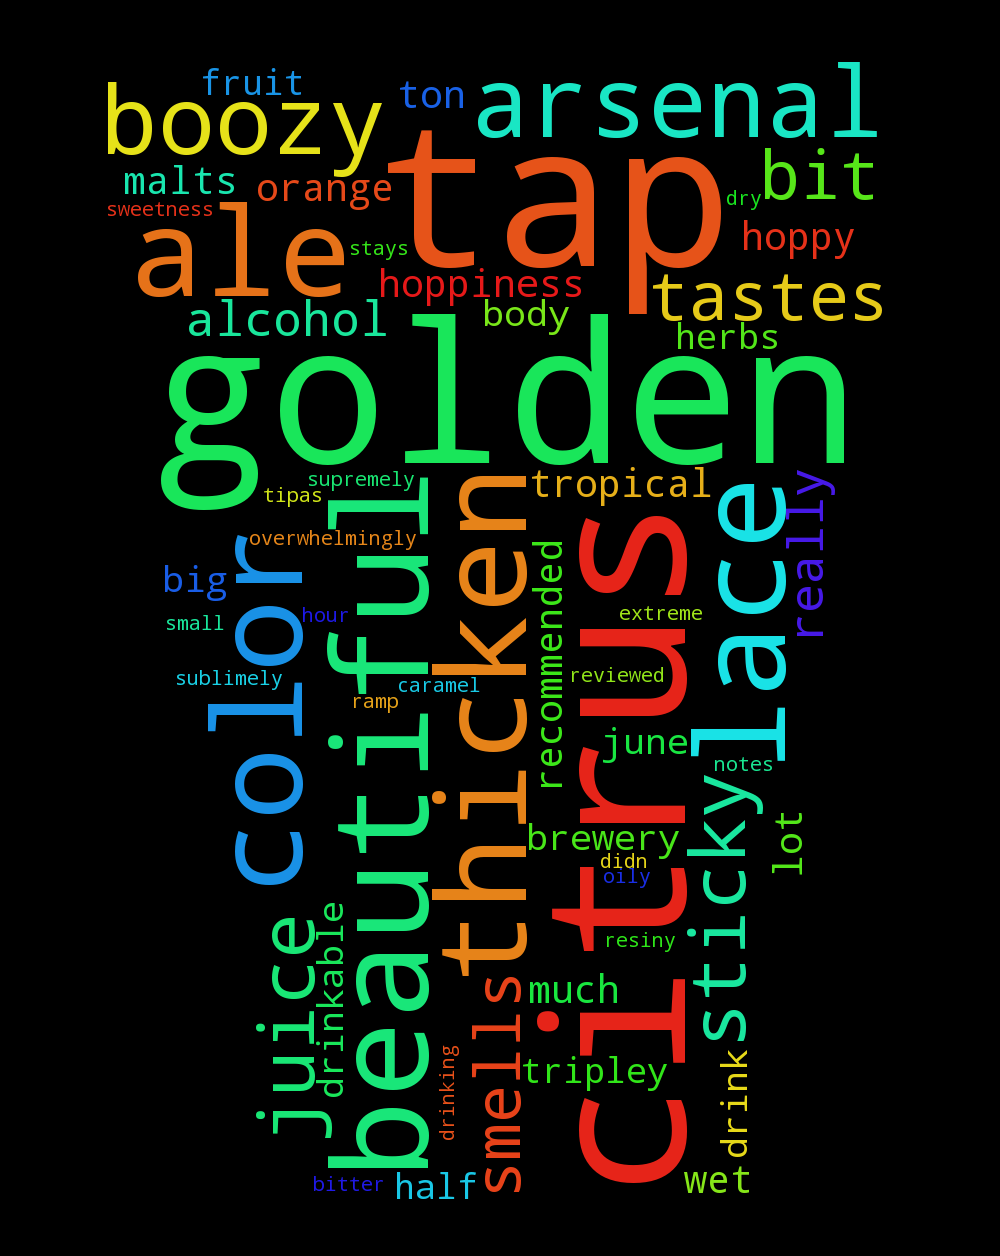 fruit
ton
arsenal
boozy
tap
malts
orange
bit
dry
sweetness
ale
stays
hoppy
hoppiness
tastes
alcohol
body
herbs
golden
supremely
tropical
tipas
overwhelmingly
really
big
color
beautiful
thicken
recommended
citrus
lace
small
hour
extreme
sublimely
caramel
reviewed
ramp
june
notes
sticky
brewery
lot
didn
oily
juice
drinkable
resiny
smells
much
drinking
tripley
drink
bitter
half
wet